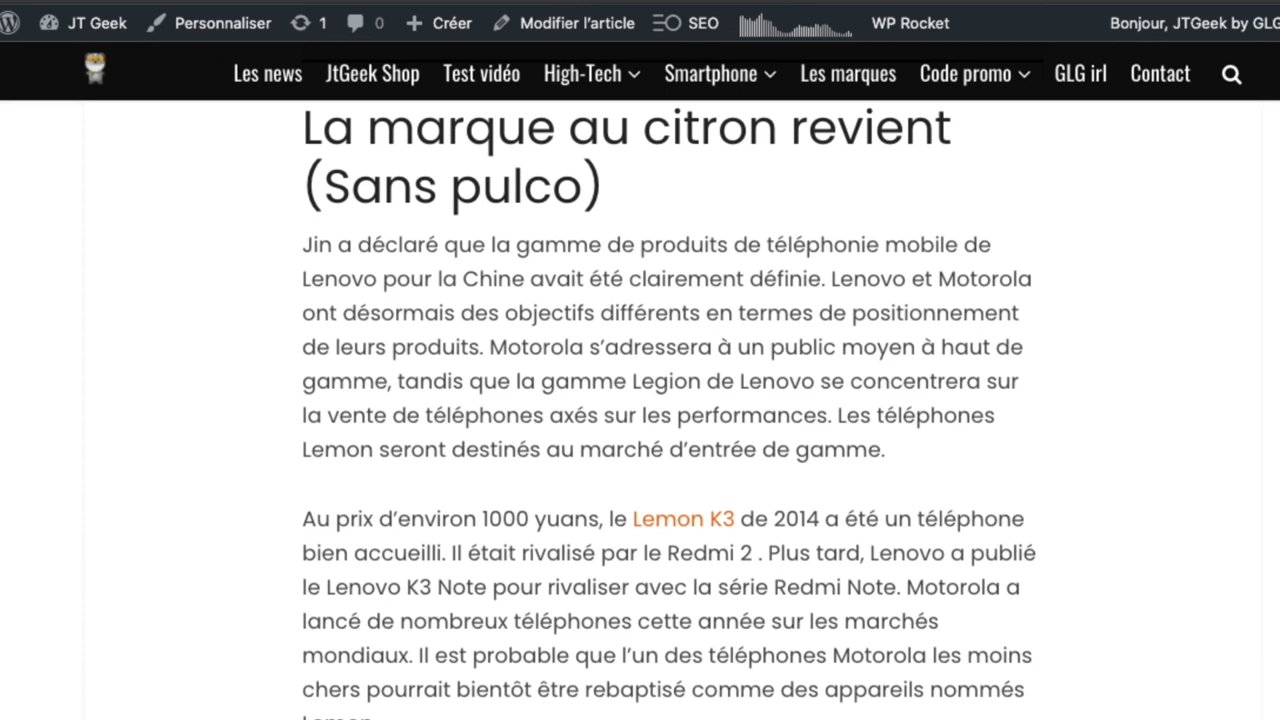 JT Geek Personnaliser 1 0 Créer Modifier l'article SEO WP Rocket Bonjour, JTGeek by GLG
Les news JtGeek Shop Test vidéo High-Tech Smartphone Les marques Code promo GLG irl Contact
La marque au citron revient
(Sans pulco)
Jin a déclaré que la gamme de produits de téléphonie mobile de
Lenovo pour la Chine avait été clairement définie. Lenovo et Motorola
ont désormais des objectifs différents en termes de positionnement
de leurs produits. Motorola s’adressera à un public moyen à haut de
gamme, tandis que la gamme Legion de Lenovo se concentrera sur
la vente de téléphones axés sur les performances. Les téléphones
Lemon seront destinés au marché d’entrée de gamme.
Au prix d’environ 1000 yuans, le Lemon K3 de 2014 a été un téléphone
bien accueilli. Il était rivalisé par le Redmi 2 . Plus tard, Lenovo a publié
le Lenovo K3 Note pour rivaliser avec la série Redmi Note. Motorola a
lancé de nombreux téléphones cette année sur les marchés
mondiaux. Il est probable que l’un des téléphones Motorola les moins
chers pourrait bientôt être rebaptisé comme des appareils nommés